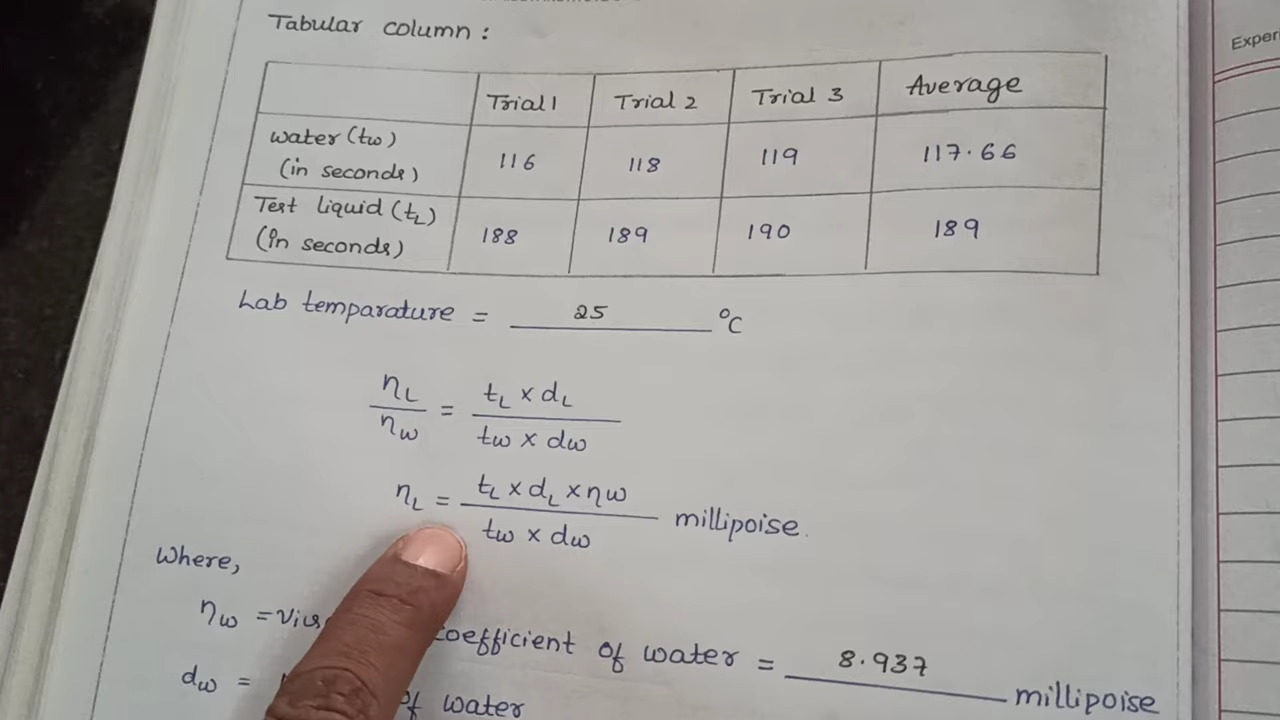 Tabular column :
Exper
Trial 1 Trial 2 Trial 3 Average
water (tw) (in seconds) 116 118 119 117.66
Test liquid (tL) (In seconds) 188 189 190 189
Lab temparature = 25 °C
ηL / ηw = tL × dL / tw × dw
ηL = tL × dL × ηw / tw × dw millipoise.
Where,
ηw = coefficient of water = 8.937 millipoise
dw = of water